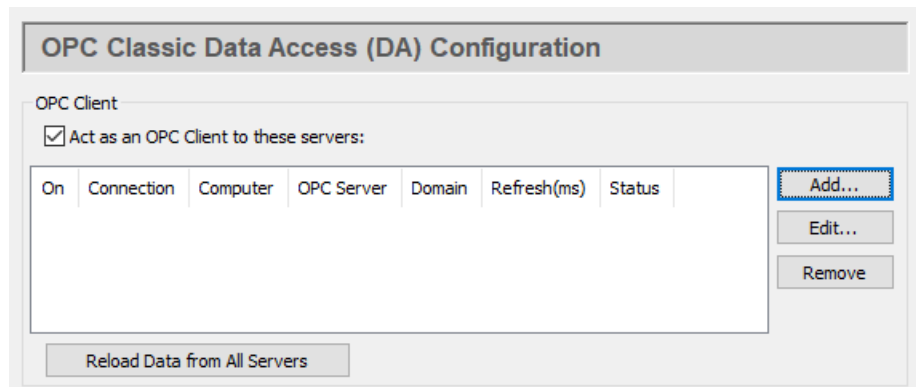 OPC Classic Data Access (DA) Configuration
OPC Client
Act as an OPC Client to these servers:
On Connection Computer OPC Server Domain Refresh(ms) Status
Add...
Edit...
Remove
Reload Data from All Servers